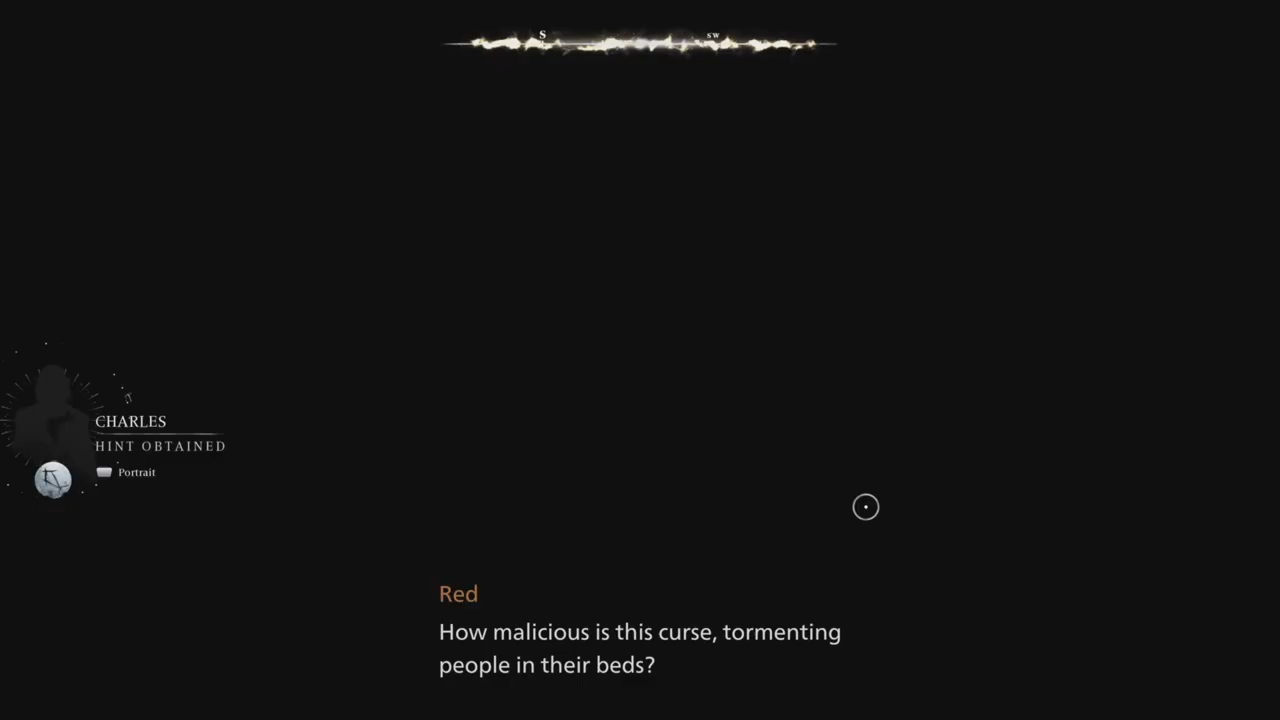 S
SW
CHARLES
HINT OBTAINED
Portrait
Red
How malicious is this curse, tormenting
people in their beds?